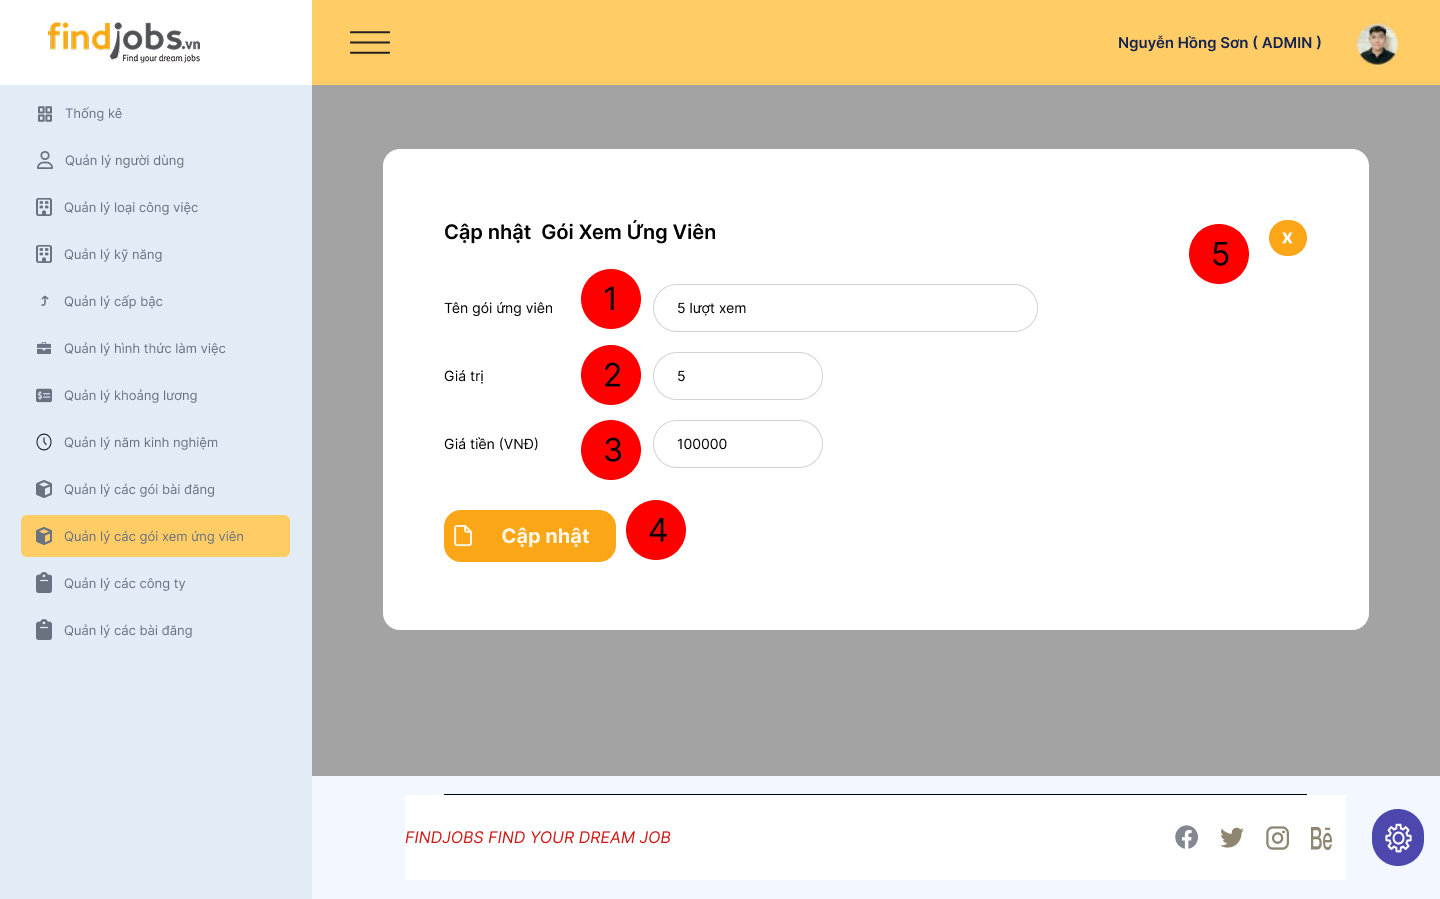 findjobs.vn
Find your dream jobs
Nguyễn Hồng Sơn ( ADMIN )
Thống kê
Quản lý người dùng
Quản lý loại công việc
Quản lý kỹ năng
Quản lý cấp bậc
Quản lý hình thức làm việc
Quản lý khoảng lương
Quản lý năm kinh nghiệm
Quản lý các gói bài đăng
Quản lý các gói xem ứng viên
Quản lý các công ty
Quản lý các bài đăng
Cập nhật Gói Xem Ứng Viên
5
X
Tên gói ứng viên
1
5 lượt xem
Giá trị
2
5
Giá tiền (VNĐ)
3
100000
Cập nhật
4
FINDJOBS FIND YOUR DREAM JOB